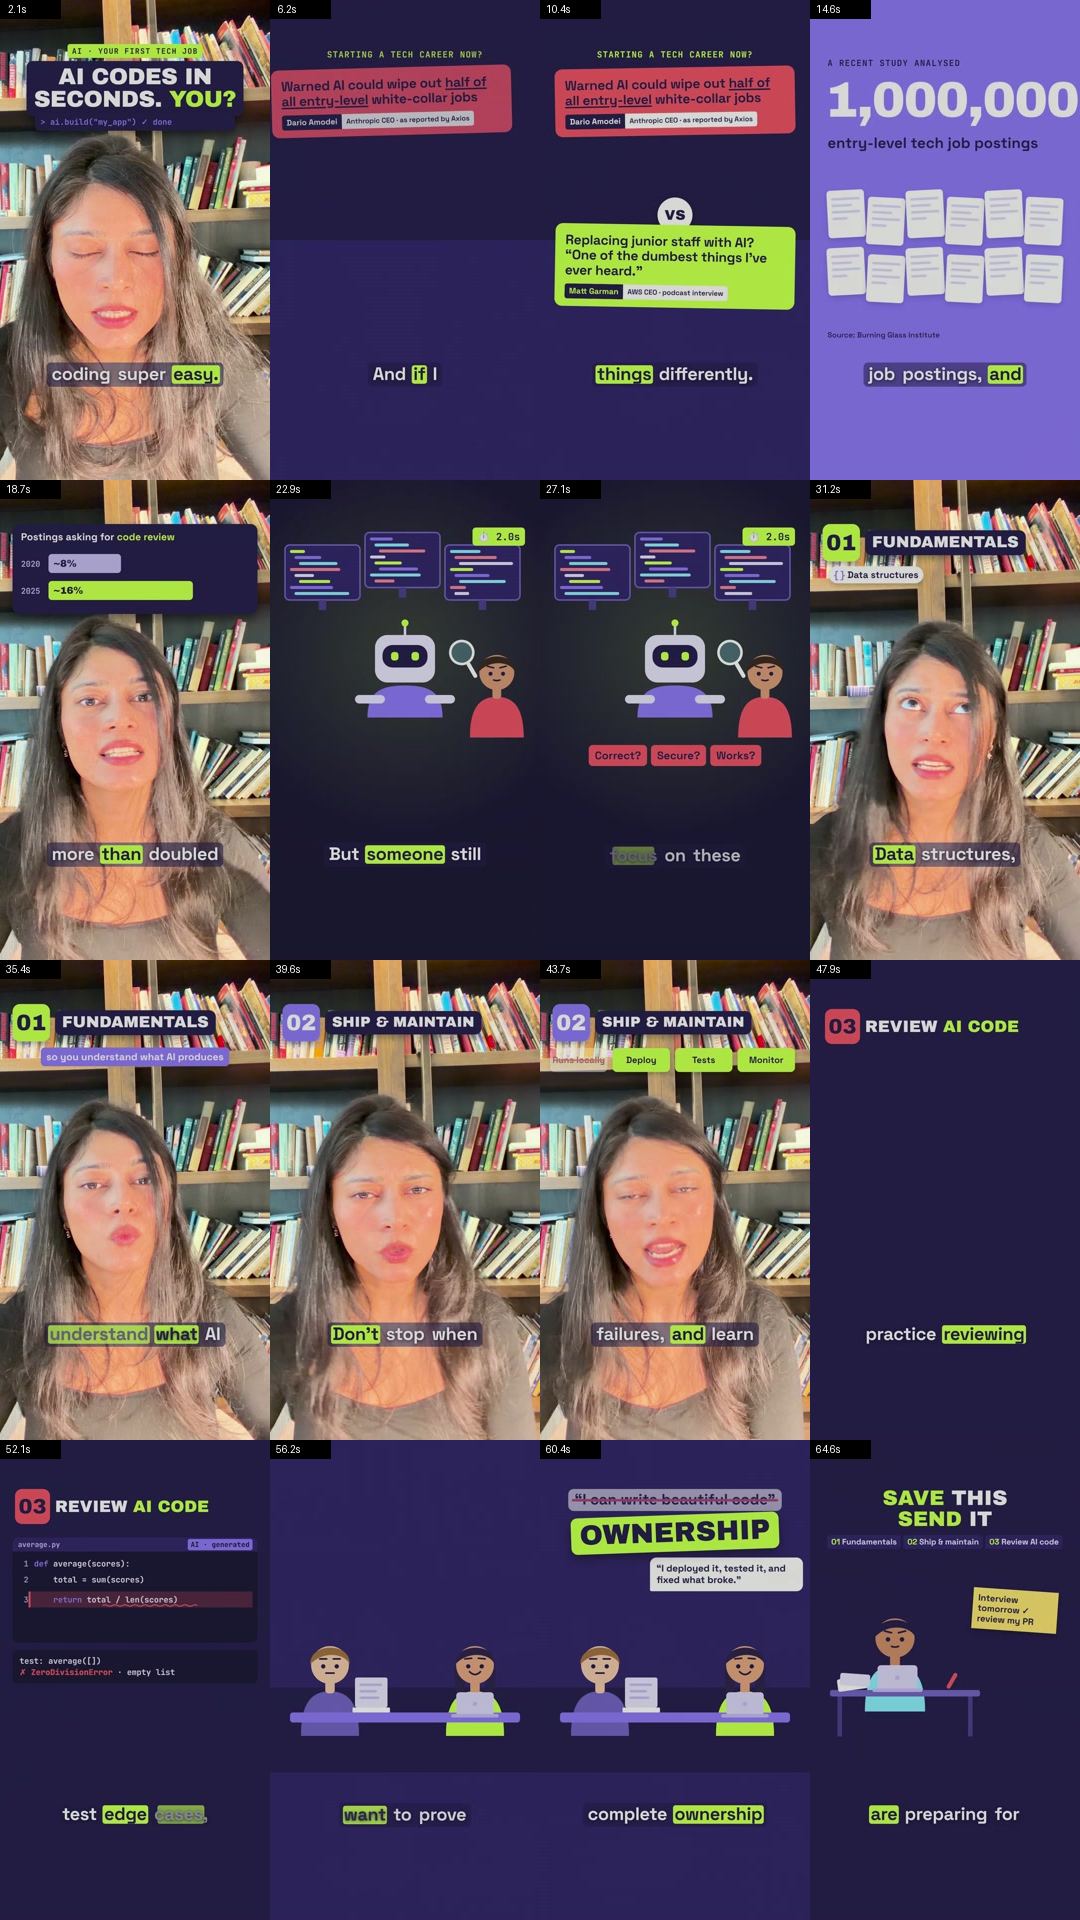 2.1s
AI · YOUR FIRST TECH JOB
AI CODES IN
SECONDS. YOU?
> ai.build("my_app") ✓ done
coding super easy.
6.2s
STARTING A TECH CAREER NOW?
Warned AI could wipe out half of
all entry-level white-collar jobs
Dario Amodei Anthropic CEO · as reported by Axios
And if I
10.4s
STARTING A TECH CAREER NOW?
Warned AI could wipe out half of
all entry-level white-collar jobs
Dario Amodei Anthropic CEO · as reported by Axios
VS
Replacing junior staff with AI?
“One of the dumbest things I’ve
ever heard.”
Matt Garman AWS CEO · podcast interview
things differently.
14.6s
A RECENT STUDY ANALYSED
1,000,000
entry-level tech job postings
Source: Burning Glass Institute
job postings, and
18.7s
Postings asking for code review
2020 ~8%
2025 ~16%
more than doubled
22.9s
2.0s
But someone still
27.1s
2.0s
Correct? Secure? Works?
focus on these
31.2s
01 FUNDAMENTALS
{} Data structures
Data structures,
35.4s
01 FUNDAMENTALS
so you understand what AI produces
understand what AI
39.6s
02 SHIP & MAINTAIN
Don't stop when
43.7s
02 SHIP & MAINTAIN
Runs locally Deploy Tests Monitor
failures, and learn
47.9s
03 REVIEW AI CODE
practice reviewing
52.1s
03 REVIEW AI CODE
average.py AI · generated
1 def average(scores):
2 total = sum(scores)
3 return total / len(scores)
test: average([])
✗ ZeroDivisionError · empty list
test edge cases,
56.2s
want to prove
60.4s
“I can write beautiful code”
OWNERSHIP
“I deployed it, tested it, and
fixed what broke.”
complete ownership
64.6s
SAVE THIS
SEND IT
01 Fundamentals 02 Ship & maintain 03 Review AI code
Interview
tomorrow ✓
review my PR
are preparing for